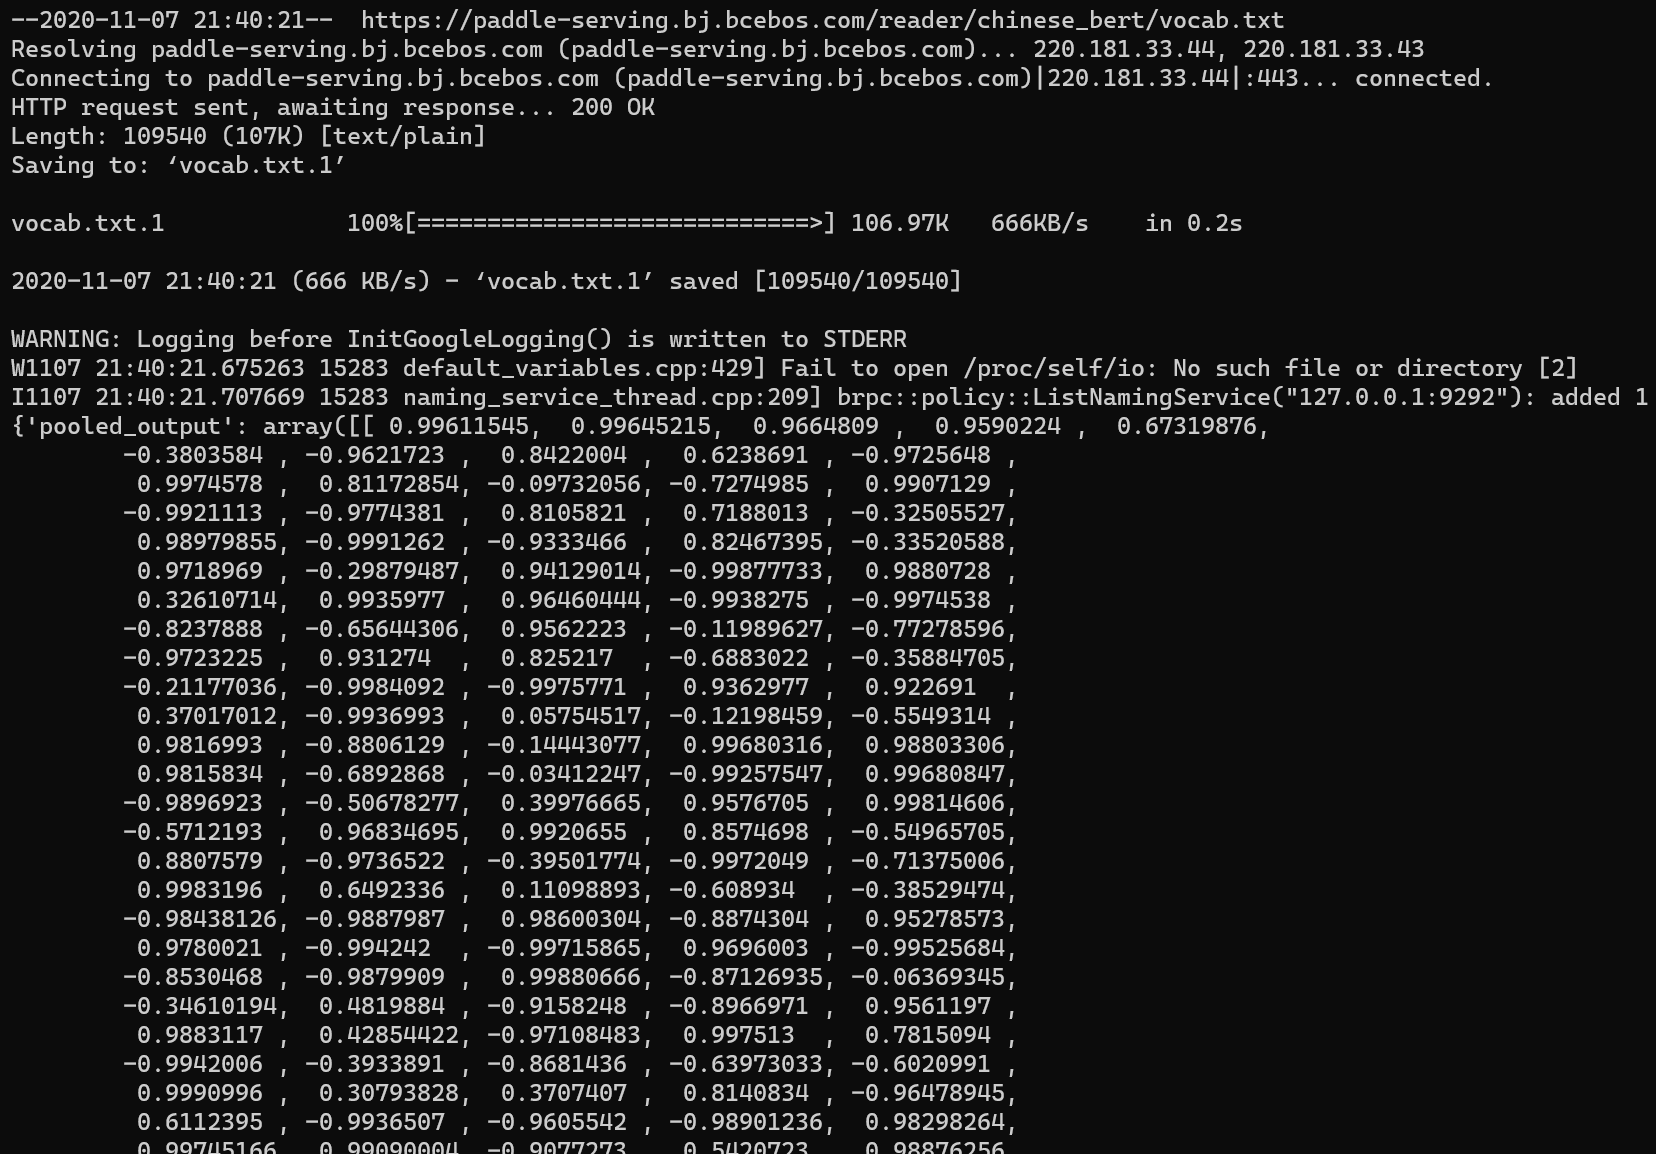 --2020-11-07 21:40:21--  https://paddle-serving.bj.bcebos.com/reader/chinese_bert/vocab.txt
Resolving paddle-serving.bj.bcebos.com (paddle-serving.bj.bcebos.com)... 220.181.33.44, 220.181.33.43
Connecting to paddle-serving.bj.bcebos.com (paddle-serving.bj.bcebos.com)|220.181.33.44|:443... connected.
HTTP request sent, awaiting response... 200 OK
Length: 109540 (107K) [text/plain]
Saving to: ‘vocab.txt.1’
vocab.txt.1             100%[============================>] 106.97K   666KB/s    in 0.2s
2020-11-07 21:40:21 (666 KB/s) - ‘vocab.txt.1’ saved [109540/109540]
WARNING: Logging before InitGoogleLogging() is written to STDERR
W1107 21:40:21.675263 15283 default_variables.cpp:429] Fail to open /proc/self/io: No such file or directory [2]
I1107 21:40:21.707669 15283 naming_service_thread.cpp:209] brpc::policy::ListNamingService("127.0.0.1:9292"): added 1
{'pooled_output': array([[ 0.99611545,  0.99645215,  0.9664809 ,  0.9590224 ,  0.67319876,
-0.3803584 , -0.9621723 ,  0.8422004 ,  0.6238691 , -0.9725648 ,
0.9974578 ,  0.81172854, -0.09732056, -0.7274985 ,  0.9907129 ,
-0.9921113 , -0.9774381 ,  0.8105821 ,  0.7188013 , -0.32505527,
0.98979855, -0.9991262 , -0.9333466 ,  0.82467395, -0.33520588,
0.9718969 , -0.29879487,  0.94129014, -0.99877733,  0.9880728 ,
0.32610714,  0.9935977 ,  0.96460444, -0.9938275 , -0.9974538 ,
-0.8237888 , -0.65644306,  0.9562223 , -0.11989627, -0.77278596,
-0.9723225 ,  0.931274  ,  0.825217  , -0.6883022 , -0.35884705,
-0.21177036, -0.9984092 , -0.9975771 ,  0.9362977 ,  0.922691  ,
0.37017012, -0.9936993 ,  0.05754517, -0.12198459, -0.5549314 ,
0.9816993 , -0.8806129 , -0.14443077,  0.99680316,  0.98803306,
0.9815834 , -0.6892868 , -0.03412247, -0.99257547,  0.99680847,
-0.9896923 , -0.50678277,  0.39976665,  0.9576705 ,  0.99814606,
-0.5712193 ,  0.96834695,  0.9920655 ,  0.8574698 , -0.54965705,
0.8807579 , -0.9736522 , -0.39501774, -0.9972049 , -0.71375006,
0.9983196 ,  0.6492336 ,  0.11098893, -0.608934  , -0.38529474,
-0.98438126, -0.9887987 ,  0.98600304, -0.8874304 ,  0.95278573,
0.9780021 , -0.994242  , -0.99715865,  0.9696003 , -0.99525684,
-0.8530468 , -0.9879909 ,  0.99880666, -0.87126935, -0.06369345,
-0.34610194,  0.4819884 , -0.9158248 , -0.8966971 ,  0.9561197 ,
0.9883117 ,  0.42854422, -0.97108483,  0.997513  ,  0.7815094 ,
-0.9942006 , -0.3933891 , -0.8681436 , -0.63973033, -0.6020991 ,
0.9990996 ,  0.30793828,  0.3707407 ,  0.8140834 , -0.96478945,
0.6112395 , -0.9936507 , -0.9605542 , -0.98901236,  0.98298264,
0.99745166  0.99090004 -0.9077273   0.5420723   0.98876256